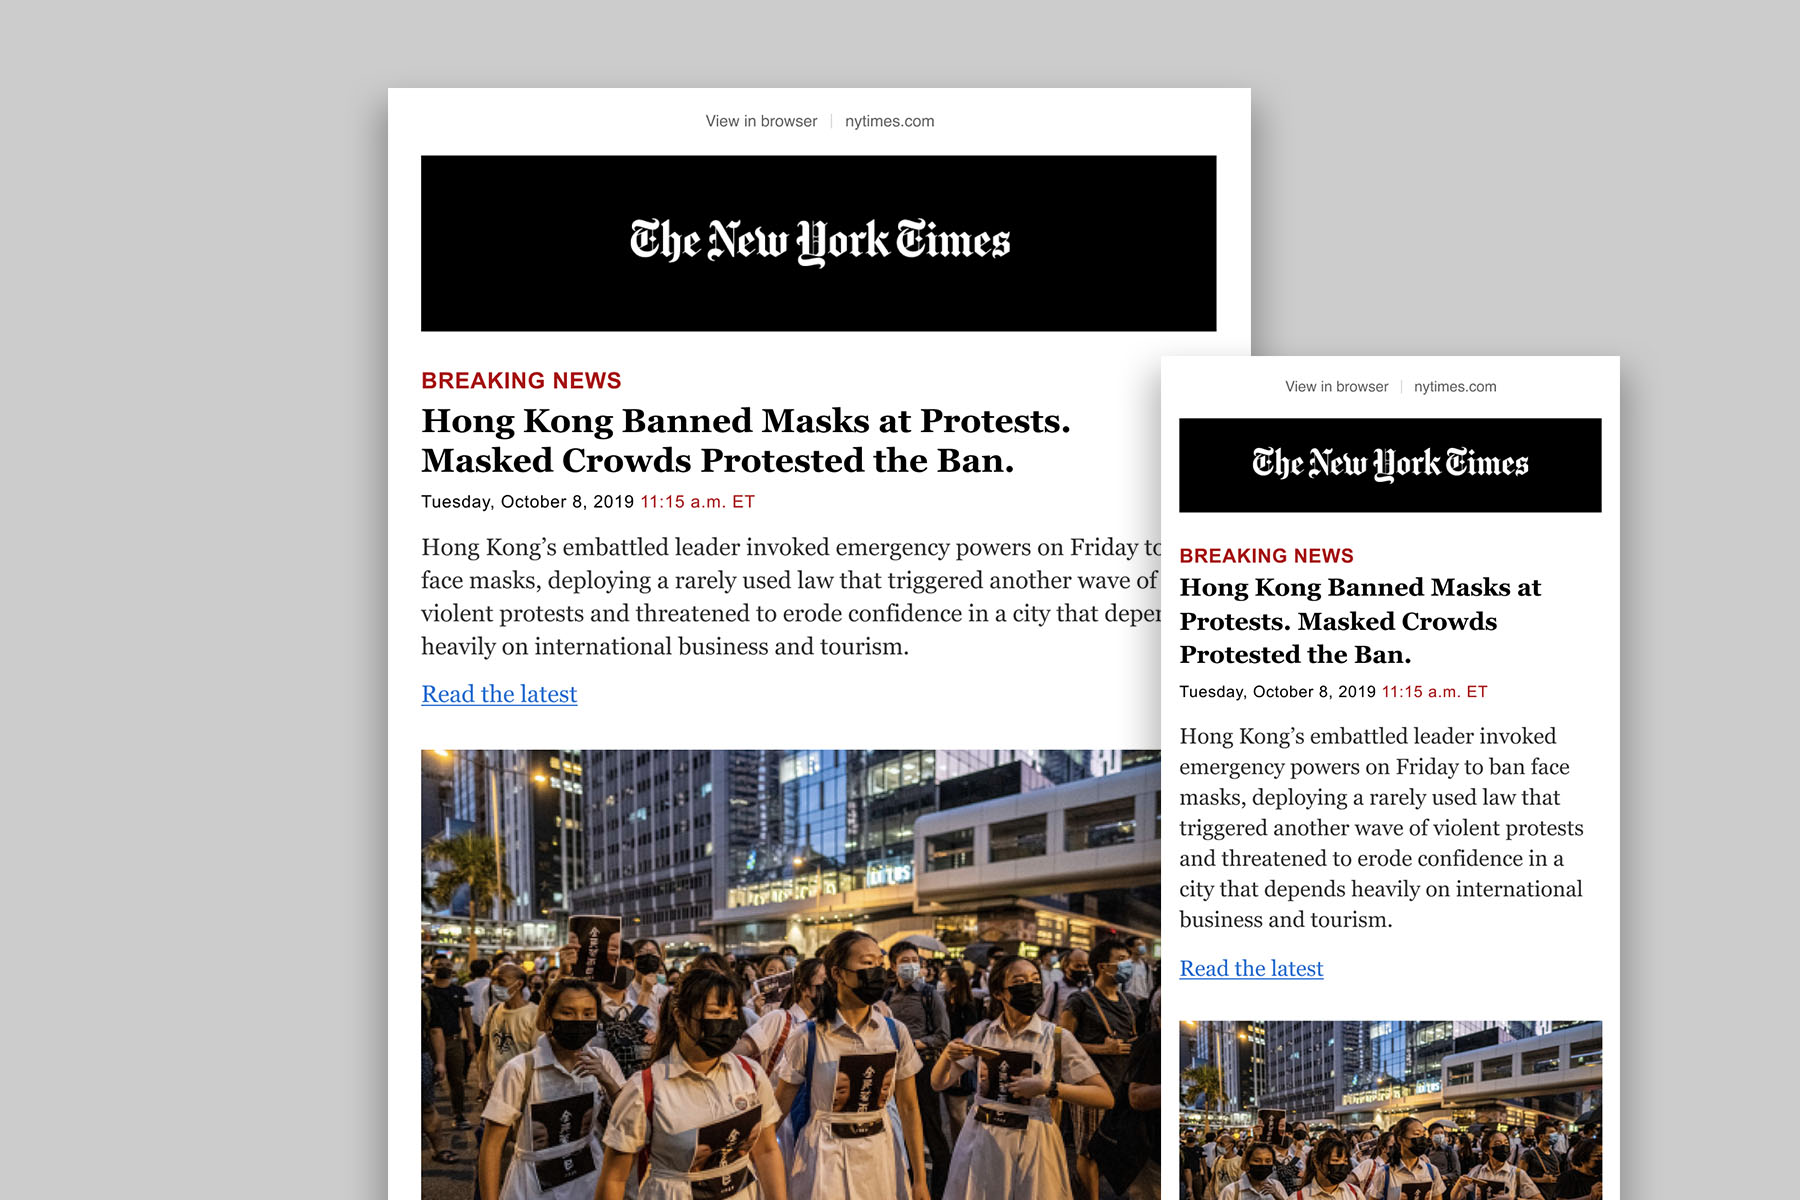 View in browser | nytimes.com
The New York Times
BREAKING NEWS
Hong Kong Banned Masks at Protests.
Masked Crowds Protested the Ban.
Tuesday, October 8, 2019 11:15 a.m. ET
Hong Kong’s embattled leader invoked emergency powers on Friday to
face masks, deploying a rarely used law that triggered another wave of
violent protests and threatened to erode confidence in a city that depen
heavily on international business and tourism.
Read the latest
View in browser | nytimes.com
The New York Times
BREAKING NEWS
Hong Kong Banned Masks at
Protests. Masked Crowds
Protested the Ban.
Tuesday, October 8, 2019 11:15 a.m. ET
Hong Kong’s embattled leader invoked
emergency powers on Friday to ban face
masks, deploying a rarely used law that
triggered another wave of violent protests
and threatened to erode confidence in a
city that depends heavily on international
business and tourism.
Read the latest